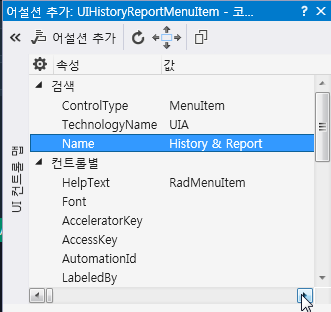 어설션 추가: UIHistoryReportMenuItem - 코...
어설션 추가
속성 값
검색
ControlType MenuItem
TechnologyName UIA
Name History & Report
컨트롤별
HelpText RadMenuItem
Font
AcceleratorKey
AccessKey
AutomationId
LabeledBy
UI 컨트롤 맵